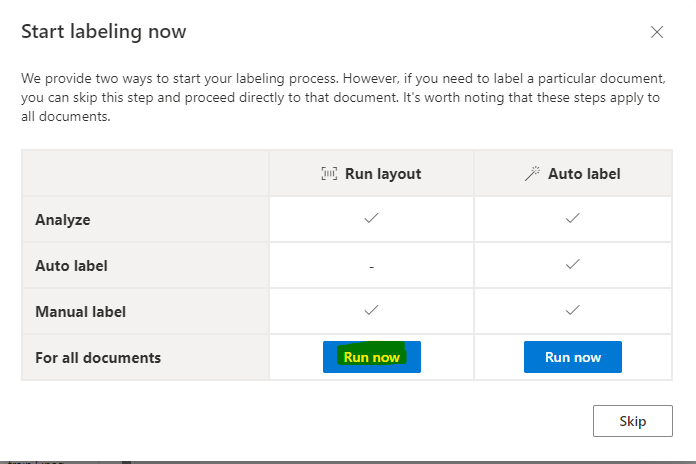 Start labeling now
We provide two ways to start your labeling process. However, if you need to label a particular document,
you can skip this step and proceed directly to that document. It's worth noting that these steps apply to
all documents.
Run layout Auto label
Analyze
Auto label -
Manual label
For all documents Run now Run now
Skip